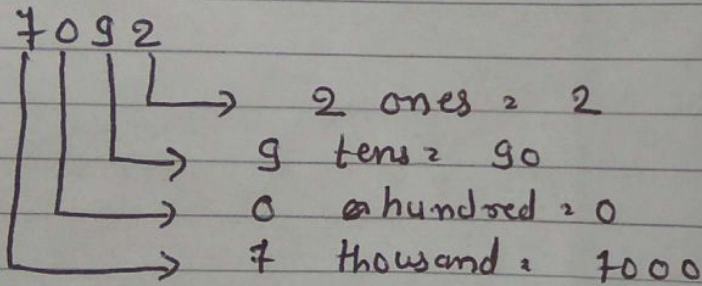 7092
2 ones = 2
9 tens = 90
0 hundred = 0
7 thousand = 7000